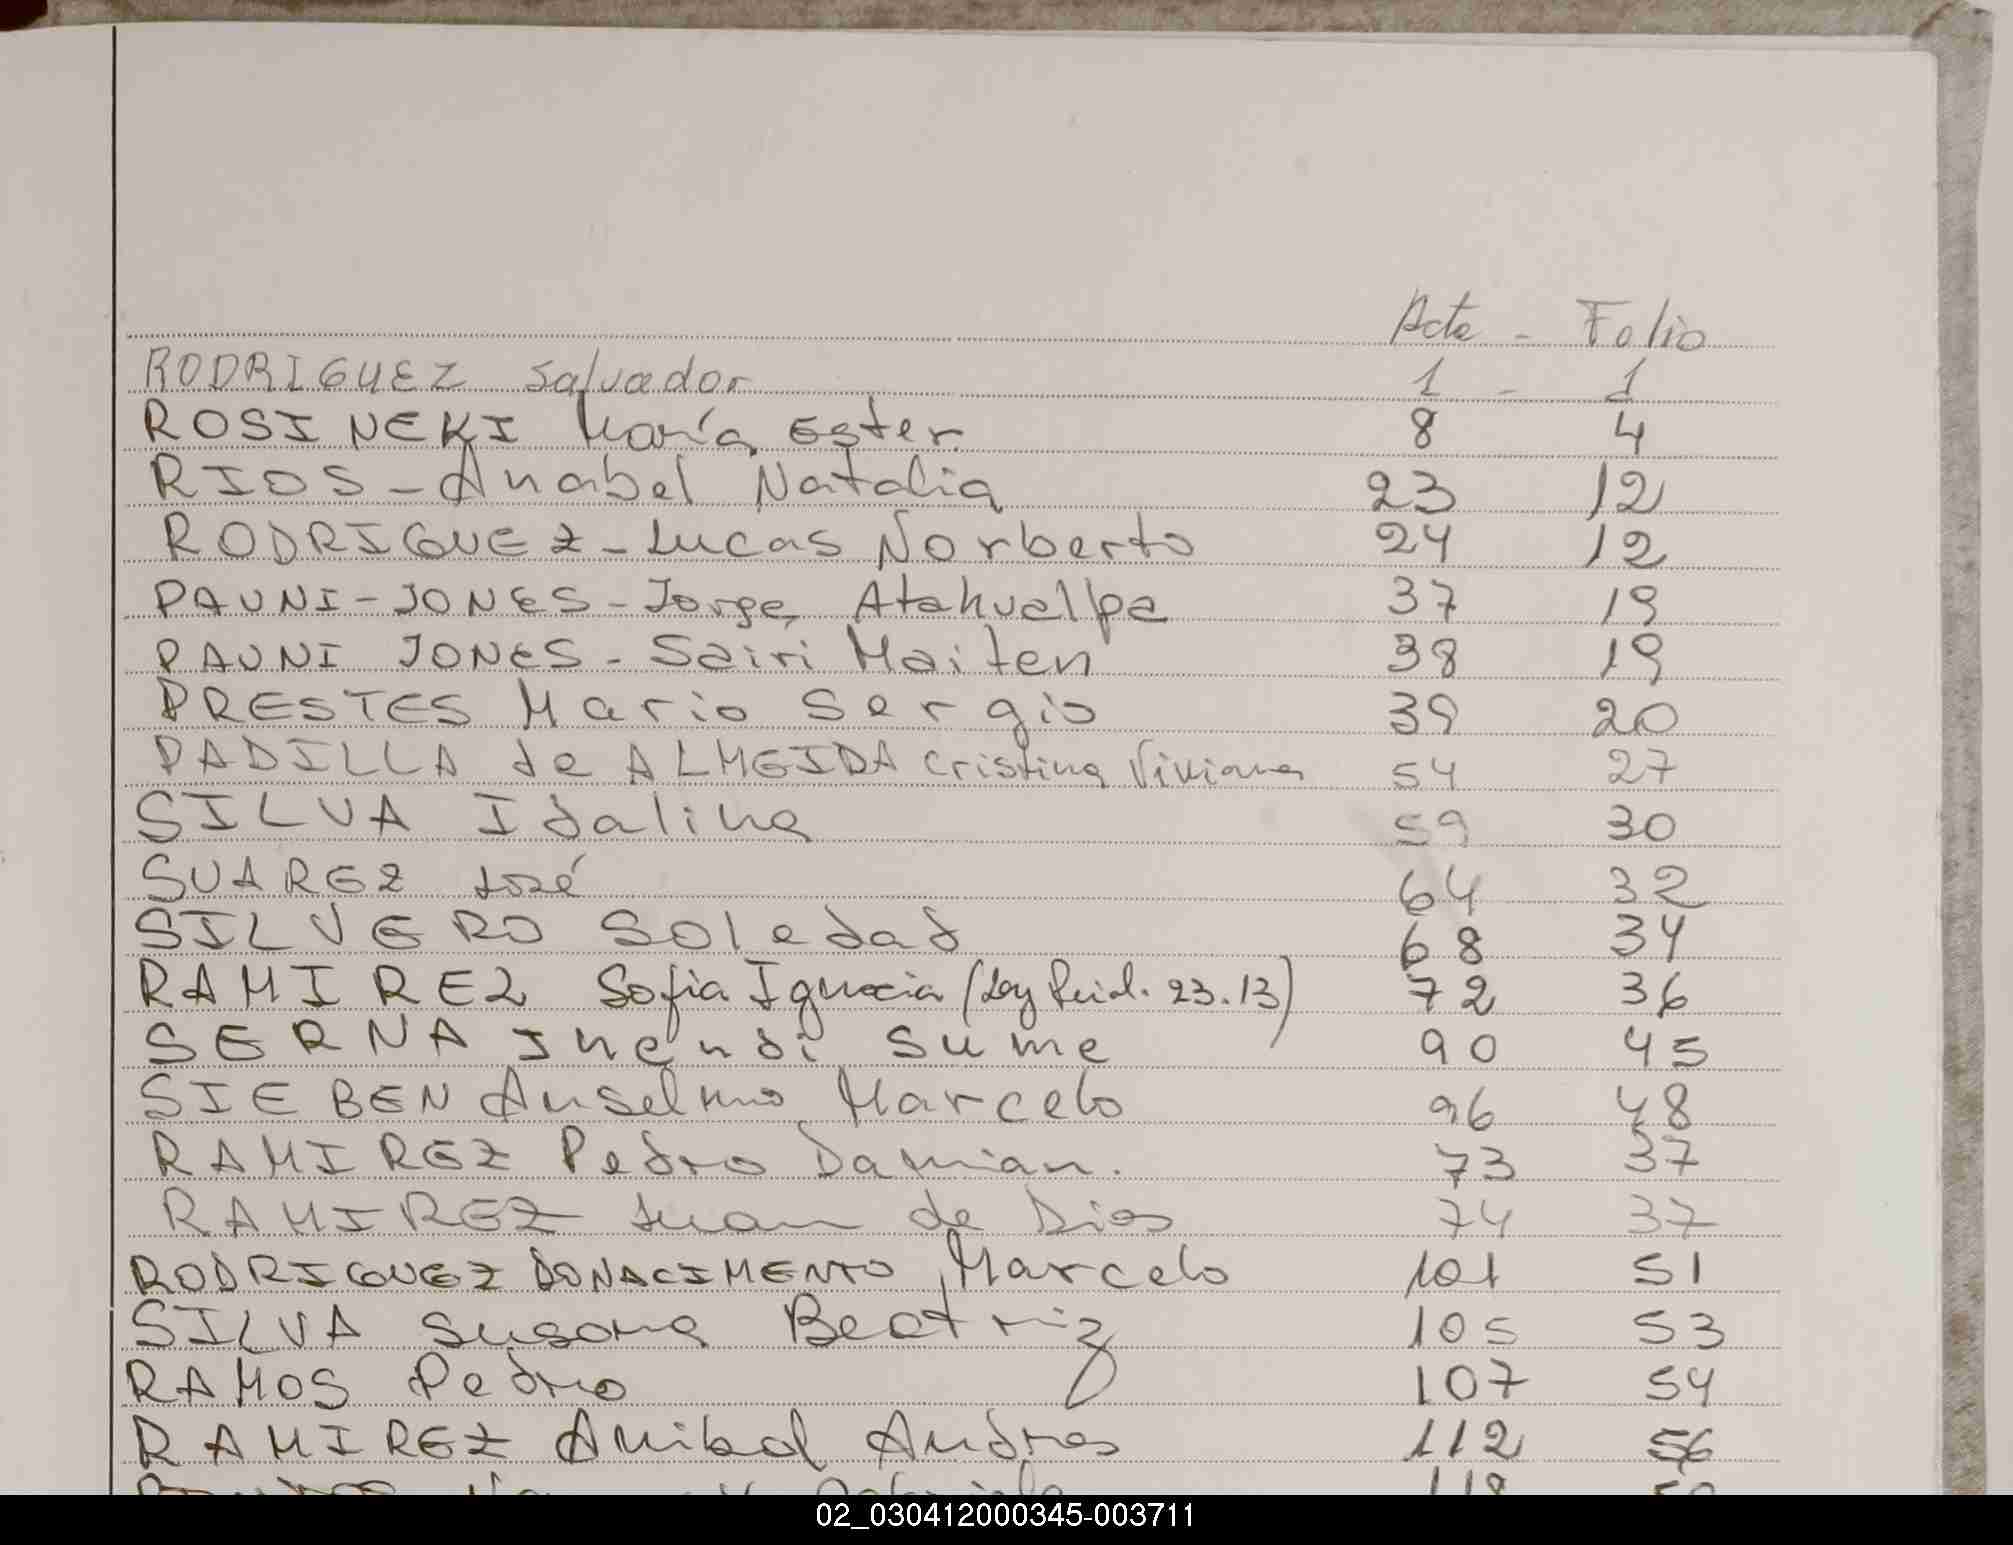 Acta - Folio
RODRIGUEZ Salvador 1 - 1
ROSINEKI María Ester. 8 4
RIOS - Anabel Natalia 23 12
RODRIGUEZ - Lucas Norberto 24 12
PAUNI - JONES - Jorge Atahualpa 37 19
PAUNI JONES - Sairi Maiten 38 19
PRESTES Mario Sergio 39 20
PADILLA de ALMEIDA Cristina Viviana 54 27
SILVA Idalina 59 30
SUAREZ José 64 32
SILVERO Soledad 68 34
RAMIREZ Sofia Ignacia (Ley 23.13) 72 36
SERNA Sume 90 45
SIEBEN Anselmo Marcelo 96 48
RAMIREZ Pedro Damian. 73 37
RAMIREZ Juan de Dios 74 37
RODRIGUEZ DONACIMENTO Marcelo 101 51
SILVA Susana Beatriz 105 53
RAMOS Pedro 107 54
RAMIREZ Anibal Andres 112 56
02_030412000345-003711